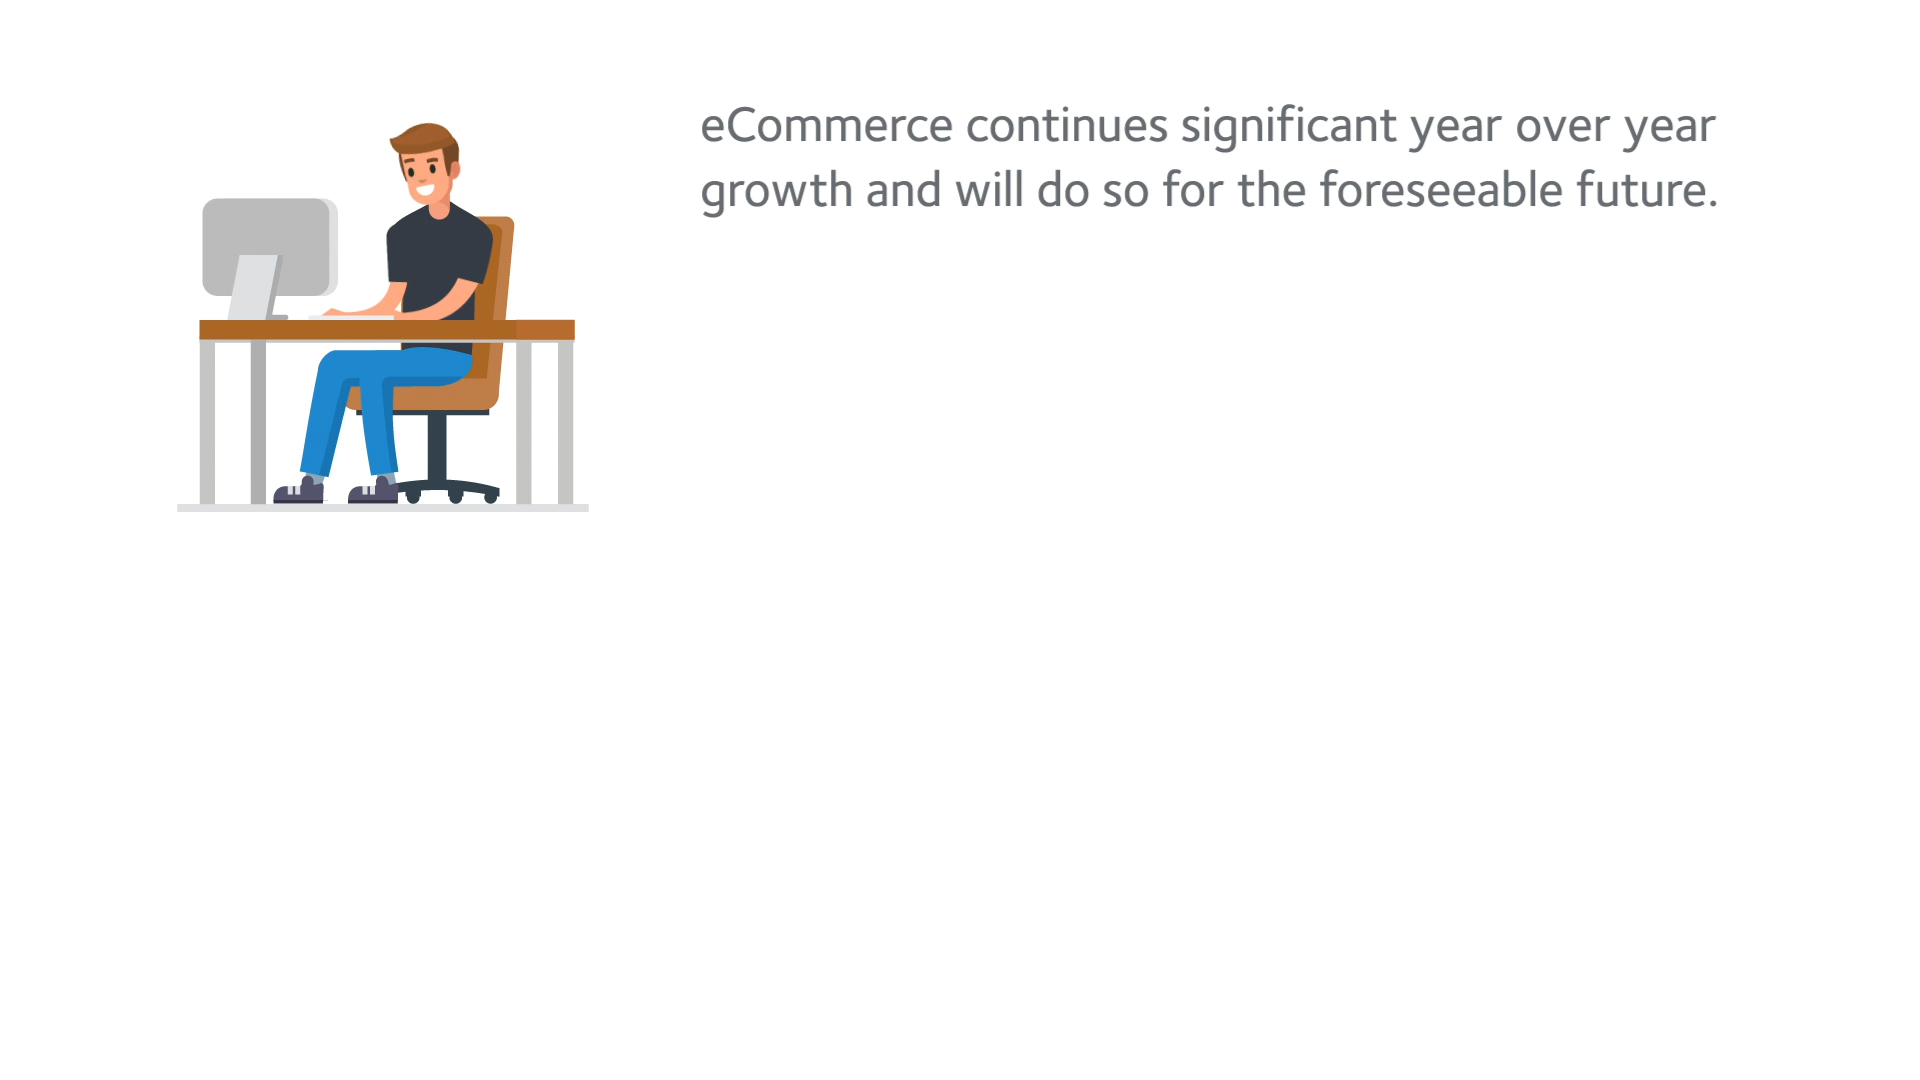 eCommerce continues significant year over year
growth and will do so for the foreseeable future.